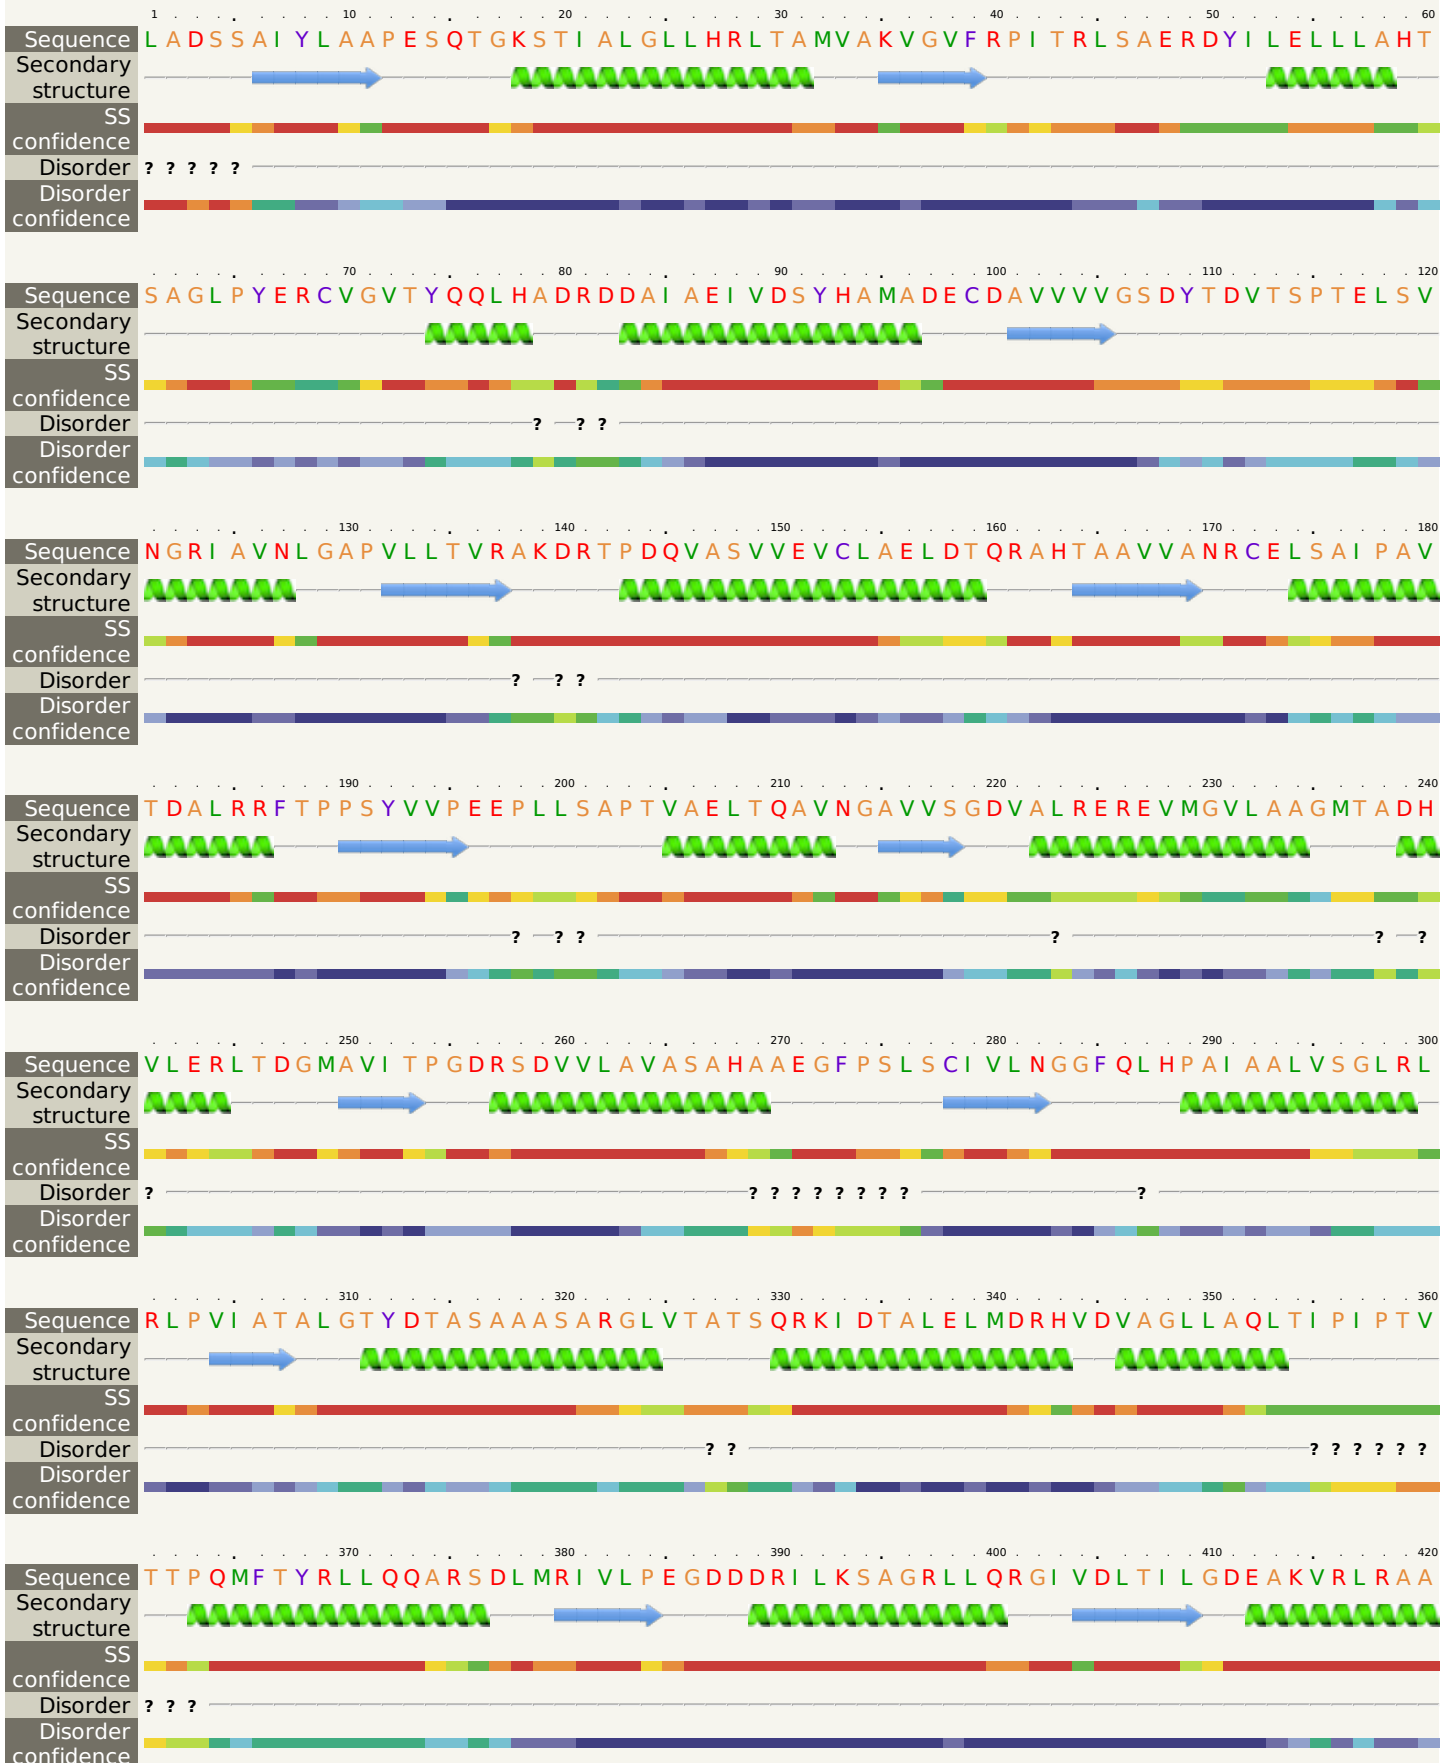 1 10 20 30 40 50 60
Sequence L A D S S A I Y L A A P E S Q T G K S T I A L G L L H R L T A M V A K V G V F R P I T R L S A E R D Y I L E L L L A H T
Secondary
structure
SS
confidence
Disorder ? ? ? ? ?
Disorder
confidence
70 80 90 100 110 120
Sequence S A G L P Y E R C V G V T Y Q Q L H A D R D D A I A E I V D S Y H A M A D E C D A V V V V G S D Y T D V T S P T E L S V
Secondary
structure
SS
confidence
Disorder ? ? ?
Disorder
confidence
130 140 150 160 170 180
Sequence N G R I A V N L G A P V L L T V R A K D R T P D Q V A S V V E V C L A E L D T Q R A H T A A V V A N R C E L S A I P A V
Secondary
structure
SS
confidence
Disorder ? ? ?
Disorder
confidence
190 200 210 220 230 240
Sequence T D A L R R F T P P S Y V V P E E P L L S A P T V A E L T Q A V N G A V V S G D V A L R E R E V M G V L A A G M T A D H
Secondary
structure
SS
confidence
Disorder ? ? ? ? ? ?
Disorder
confidence
250 260 270 280 290 300
Sequence V L E R L T D G M A V I T P G D R S D V V L A V A S A H A A E G F P S L S C I V L N G G F Q L H P A I A A L V S G L R L
Secondary
structure
SS
confidence
Disorder ? ? ? ? ? ? ? ? ? ?
Disorder
confidence
310 320 330 340 350 360
Sequence R L P V I A T A L G T Y D T A S A A A S A R G L V T A T S Q R K I D T A L E L M D R H V D V A G L L A Q L T I P I P T V
Secondary
structure
SS
confidence
Disorder ? ? ? ? ? ? ? ?
Disorder
confidence
370 380 390 400 410 420
Sequence T T P Q M F T Y R L L Q Q A R S D L M R I V L P E G D D D R I L K S A G R L L Q R G I V D L T I L G D E A K V R L R A A
Secondary
structure
SS
confidence
Disorder ? ? ?
Disorder
confidence